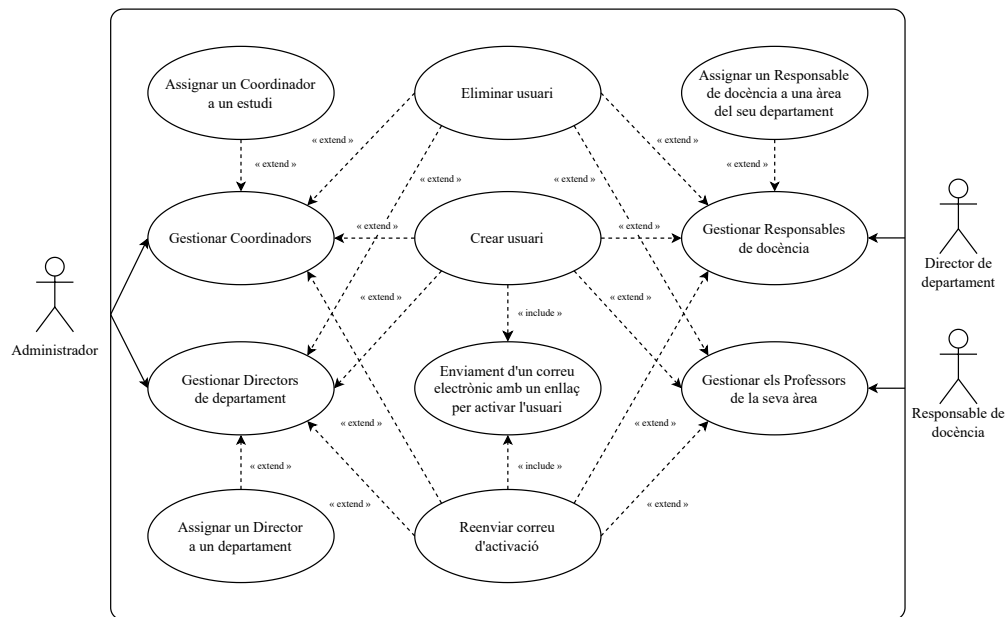 Assignar un Coordinador
a un estudi
Eliminar usuari
Assignar un Responsable
de docència a una àrea
del seu departament
« extend »
« extend »
« extend »
« extend »
« extend »
« extend »
« extend »
Gestionar Coordinadors
« extend »
Crear usuari
« extend »
Gestionar Responsables
de docència
Director de
departament
« extend »
« extend »
« include »
Administrador
Gestionar Directors
de departament
Enviament d'un correu
electrònic amb un enllaç
per activar l'usuari
Gestionar els Professors
de la seva àrea
Responsable de
docència
« extend »
« extend »
« extend »
« include »
« extend »
« extend »
Assignar un Director
a un departament
Reenviar correu
d'activació